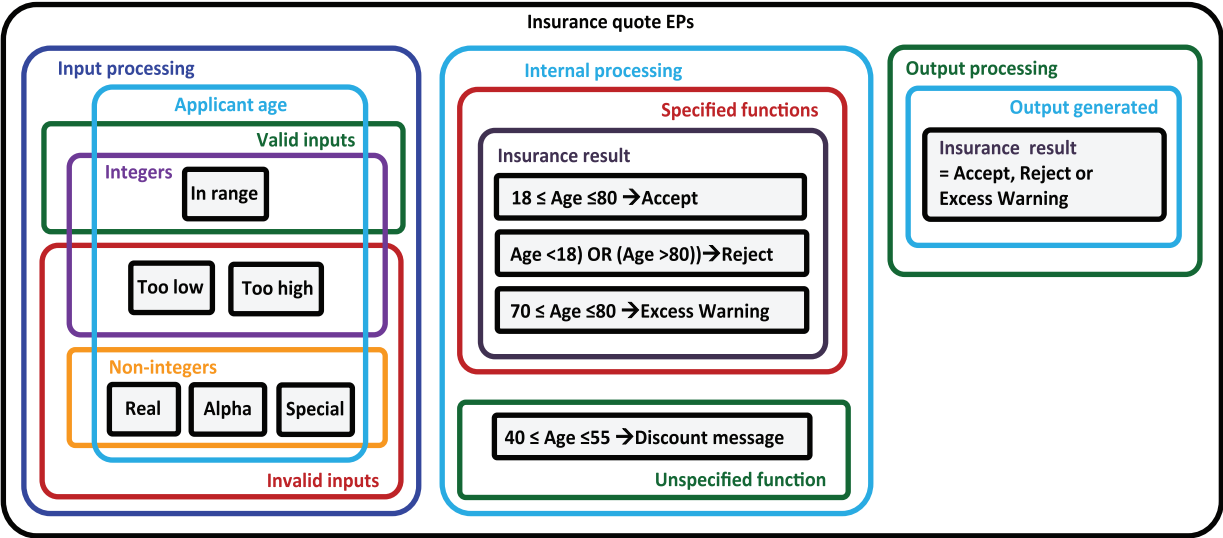 Insurance quote EPs
Input processing
Applicant age
Valid inputs
Integers
In range
Too low
Too high
Non-integers
Real
Alpha
Special
Invalid inputs
Internal processing
Specified functions
Insurance result
18 ≤ Age ≤80 →Accept
Age <18) OR (Age >80))→Reject
70 ≤ Age ≤80 →Excess Warning
40 ≤ Age ≤55 →Discount message
Unspecified function
Output processing
Output generated
Insurance result
= Accept, Reject or
Excess Warning